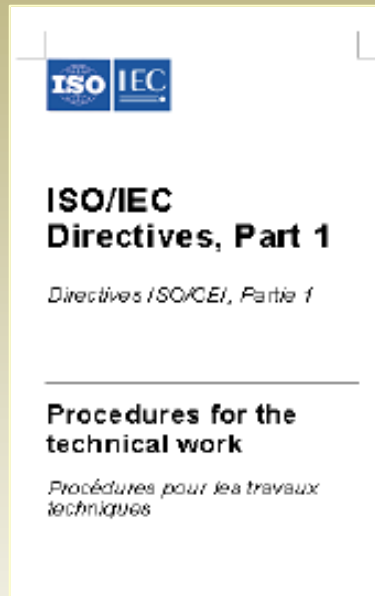 ISO IEC
ISO/IEC
Directives, Part 1
Directives ISO/CEI, Partie 1
Procedures for the
technical work
Procédures pour les travaux
techniques